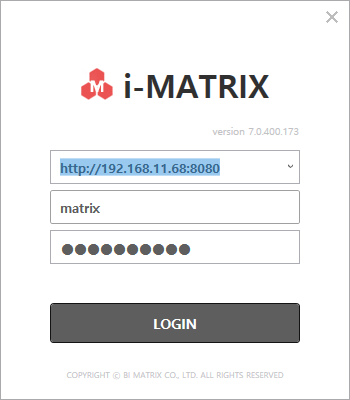 M i-MATRIX
version 7.0.400.173
http://192.168.11.68:8080
matrix
●●●●●●●●●●
LOGIN
COPYRIGHT ⓒ BI MATRIX CO., LTD. ALL RIGHTS RESERVED